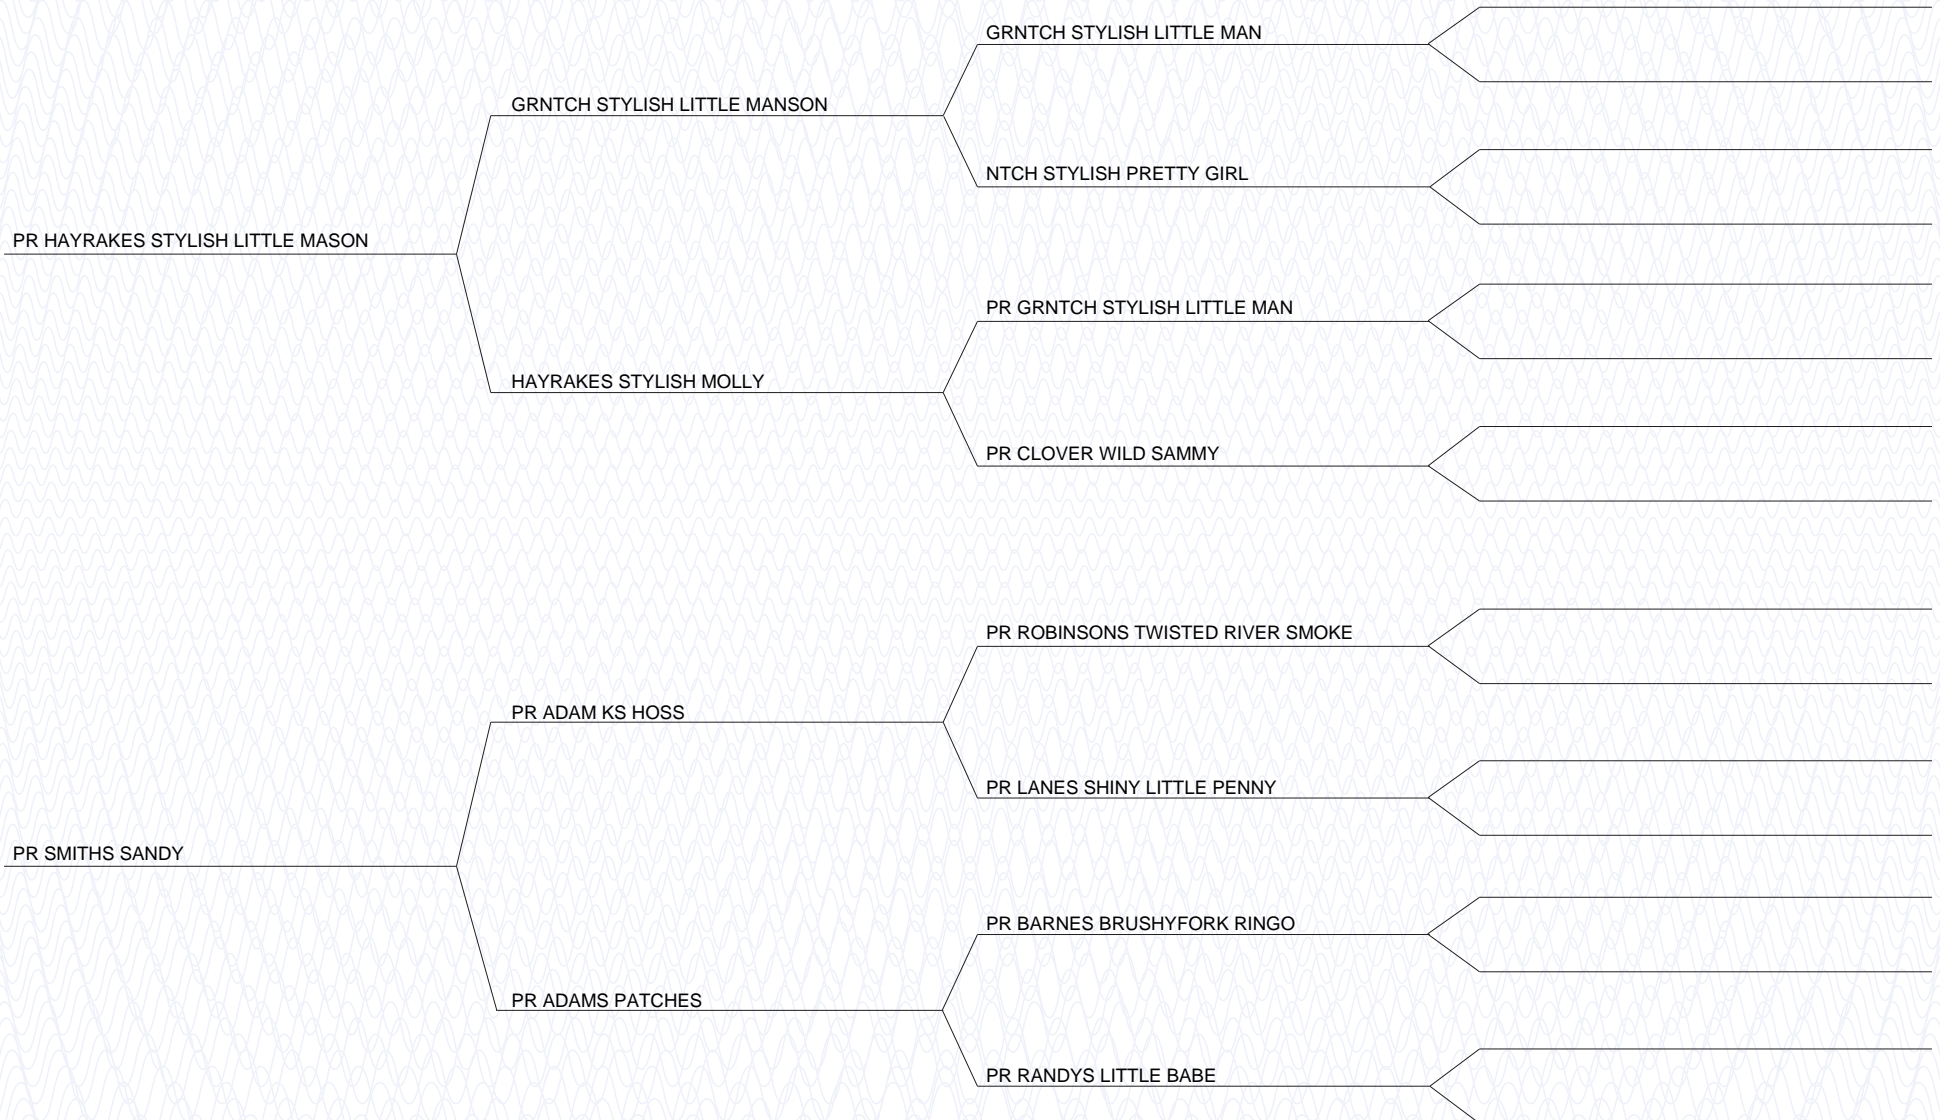 GRNTCH STYLISH LITTLE MAN
GRNTCH STYLISH LITTLE MANSON
NTCH STYLISH PRETTY GIRL
PR HAYRAKES STYLISH LITTLE MASON
PR GRNTCH STYLISH LITTLE MAN
HAYRAKES STYLISH MOLLY
PR CLOVER WILD SAMMY
PR ROBINSONS TWISTED RIVER SMOKE
PR ADAM KS HOSS
PR LANES SHINY LITTLE PENNY
PR SMITHS SANDY
PR BARNES BRUSHYFORK RINGO
PR ADAMS PATCHES
PR RANDYS LITTLE BABE